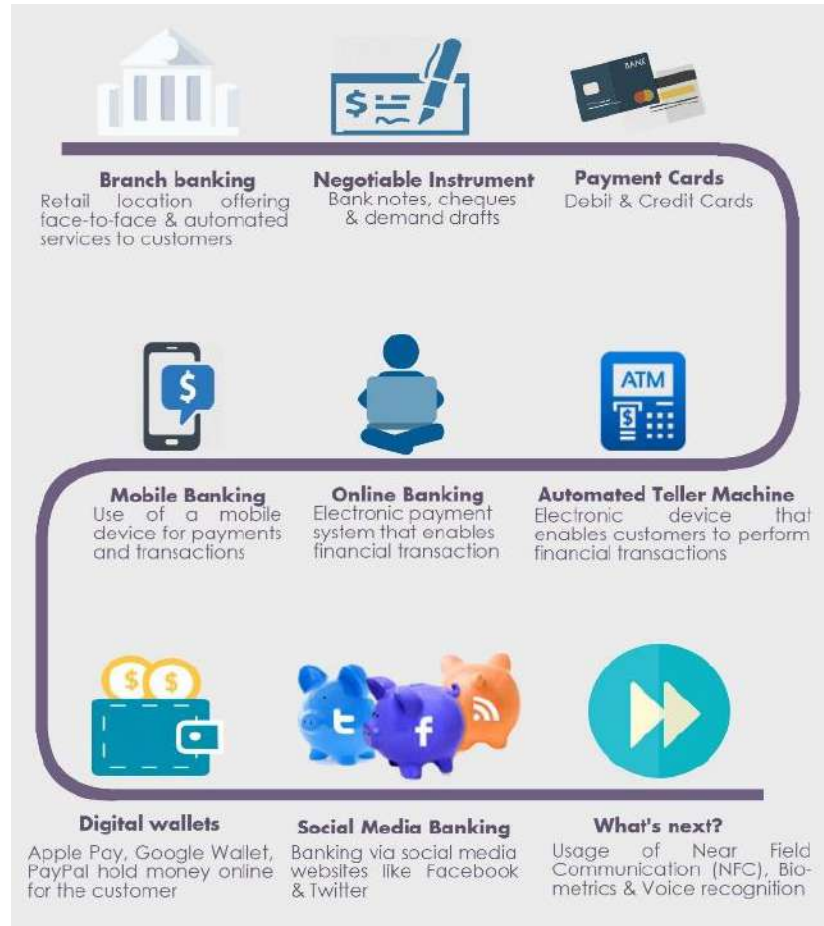 $
BANK
Branch banking
Retail location offering
face-to-face & automated
services to customers
Negotiable Instrument
Bank notes, cheques
& demand drafts
Payment Cards
Debit & Credit Cards
$
ATM
$
Mobile Banking
Use of a mobile
device for payments
and transactions
Online Banking
Electronic payment
system that enables
financial transaction
Automated Teller Machine
Electronic device that
enables customers to perform
financial transactions
$ $
t f
Digital wallets
Apple Pay, Google Wallet,
PayPal hold money online
for the customer
Social Media Banking
Banking via social media
websites like Facebook
& Twitter
What's next?
Usage of Near Field
Communication (NFC), Bio-
metrics & Voice recognition